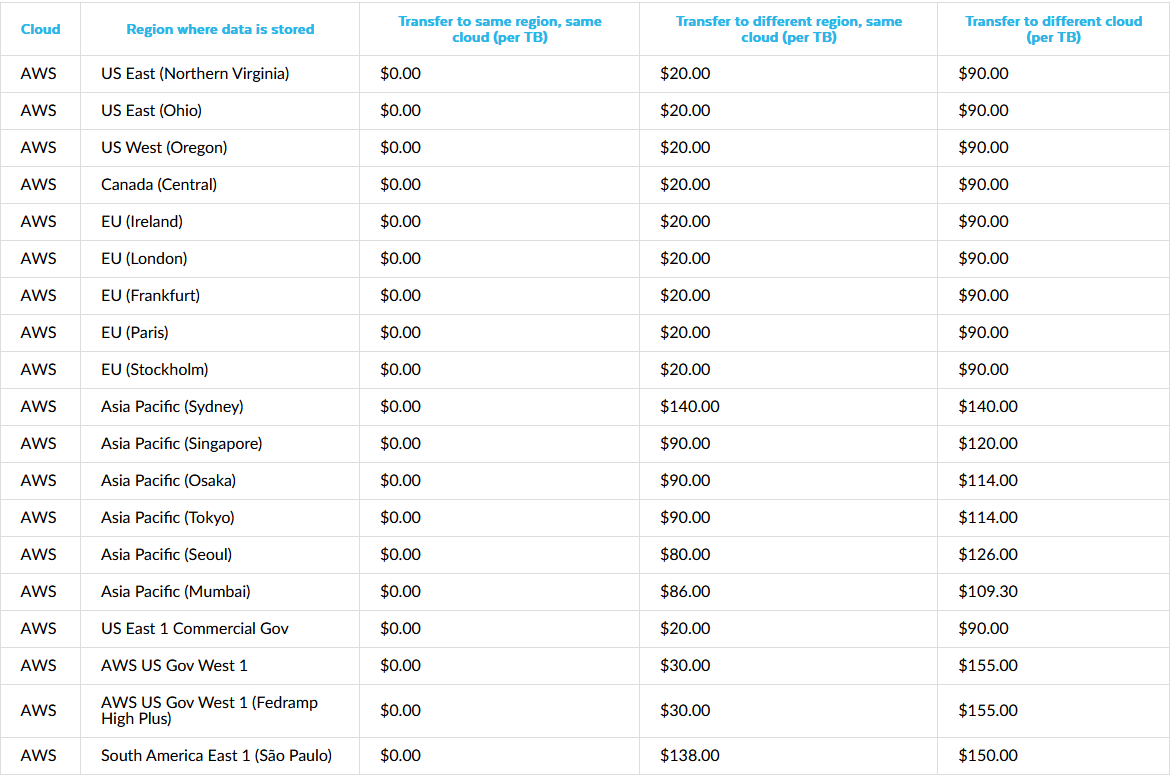 Cloud Region where data is stored Transfer to same region, same cloud (per TB) Transfer to different region, same cloud (per TB) Transfer to different cloud (per TB)
AWS US East (Northern Virginia) $0.00 $20.00 $90.00
AWS US East (Ohio) $0.00 $20.00 $90.00
AWS US West (Oregon) $0.00 $20.00 $90.00
AWS Canada (Central) $0.00 $20.00 $90.00
AWS EU (Ireland) $0.00 $20.00 $90.00
AWS EU (London) $0.00 $20.00 $90.00
AWS EU (Frankfurt) $0.00 $20.00 $90.00
AWS EU (Paris) $0.00 $20.00 $90.00
AWS EU (Stockholm) $0.00 $20.00 $90.00
AWS Asia Pacific (Sydney) $0.00 $140.00 $140.00
AWS Asia Pacific (Singapore) $0.00 $90.00 $120.00
AWS Asia Pacific (Osaka) $0.00 $90.00 $114.00
AWS Asia Pacific (Tokyo) $0.00 $90.00 $114.00
AWS Asia Pacific (Seoul) $0.00 $80.00 $126.00
AWS Asia Pacific (Mumbai) $0.00 $86.00 $109.30
AWS US East 1 Commercial Gov $0.00 $20.00 $90.00
AWS AWS US Gov West 1 $0.00 $30.00 $155.00
AWS AWS US Gov West 1 (Fedramp High Plus) $0.00 $30.00 $155.00
AWS South America East 1 (São Paulo) $0.00 $138.00 $150.00